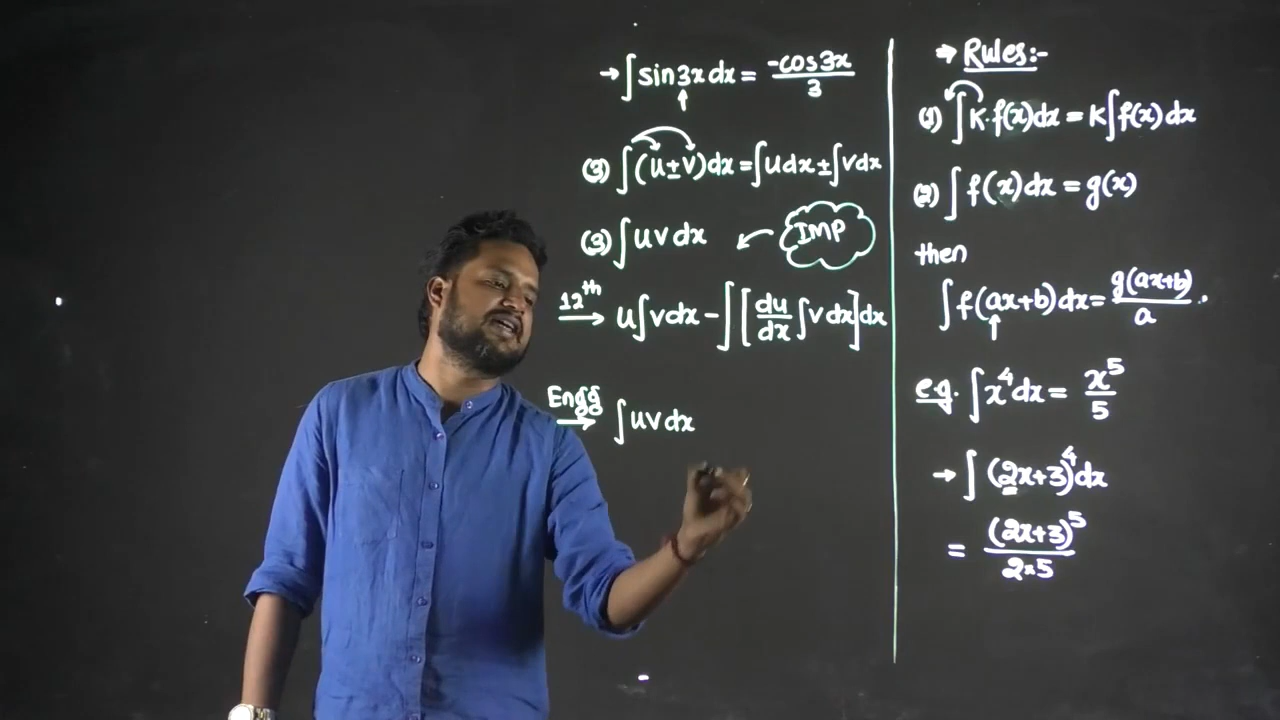 → ∫ sin3x dx = -cos3x/3
(3) ∫(u±v)dx = ∫udx ± ∫vdx
(3) ∫uv dx ← IMP
12th → u∫vdx - ∫[du/dx ∫vdx]dx
Engg → ∫uvdx
→ Rules:-
(1) ∫K·f(x)dx = K∫f(x)dx
(2) ∫f(x)dx = g(x)
then
∫f(ax+b)dx = g(ax+b)/a .
e.g. ∫x⁴dx = x⁵/5
→ ∫(2x+3)⁴dx
= (2x+3)⁵/2×5